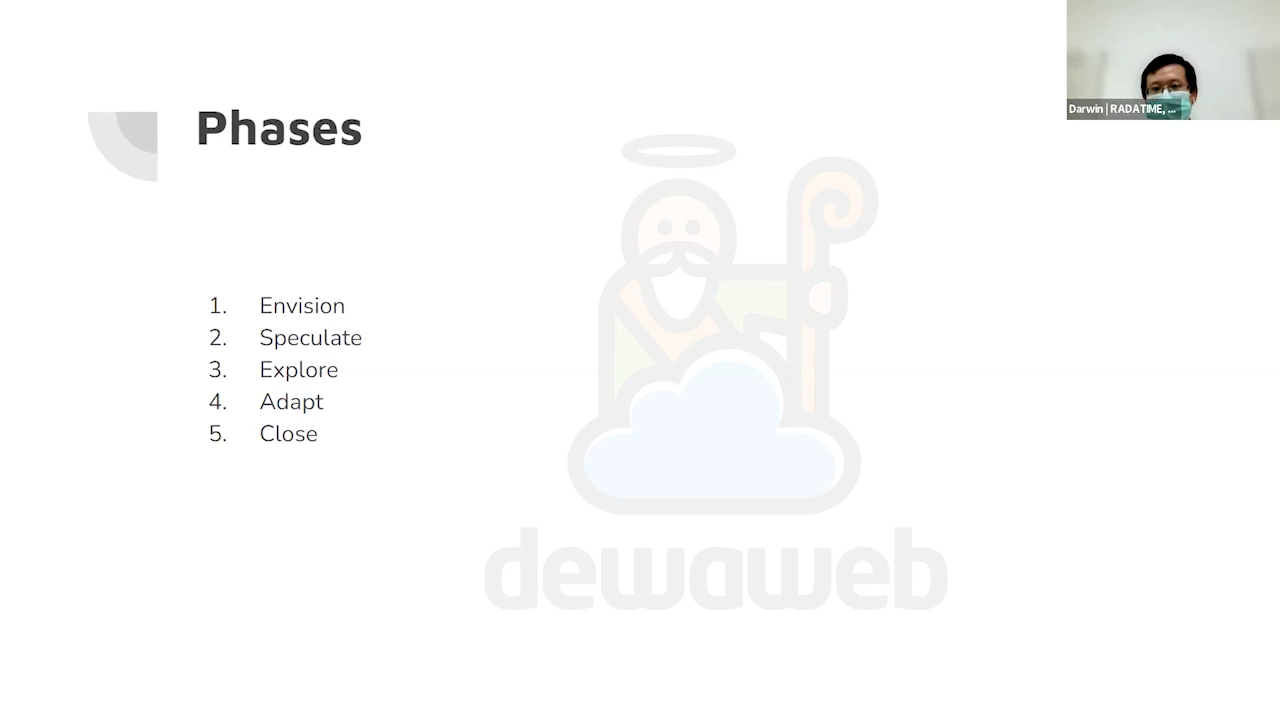 Phases
Darwin | RADATIME, ...
1. Envision
2. Speculate
3. Explore
4. Adapt
5. Close
dewaweb